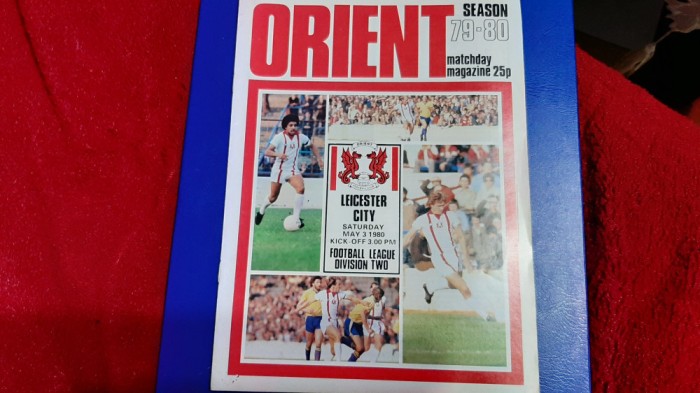 ORIENT
SEASON
79-80
matchday
magazine 25p
LEICESTER
CITY
SATURDAY
MAY 3 1980
KICK-OFF 3.00 PM
FOOTBALL LEAGUE
DIVISION TWO